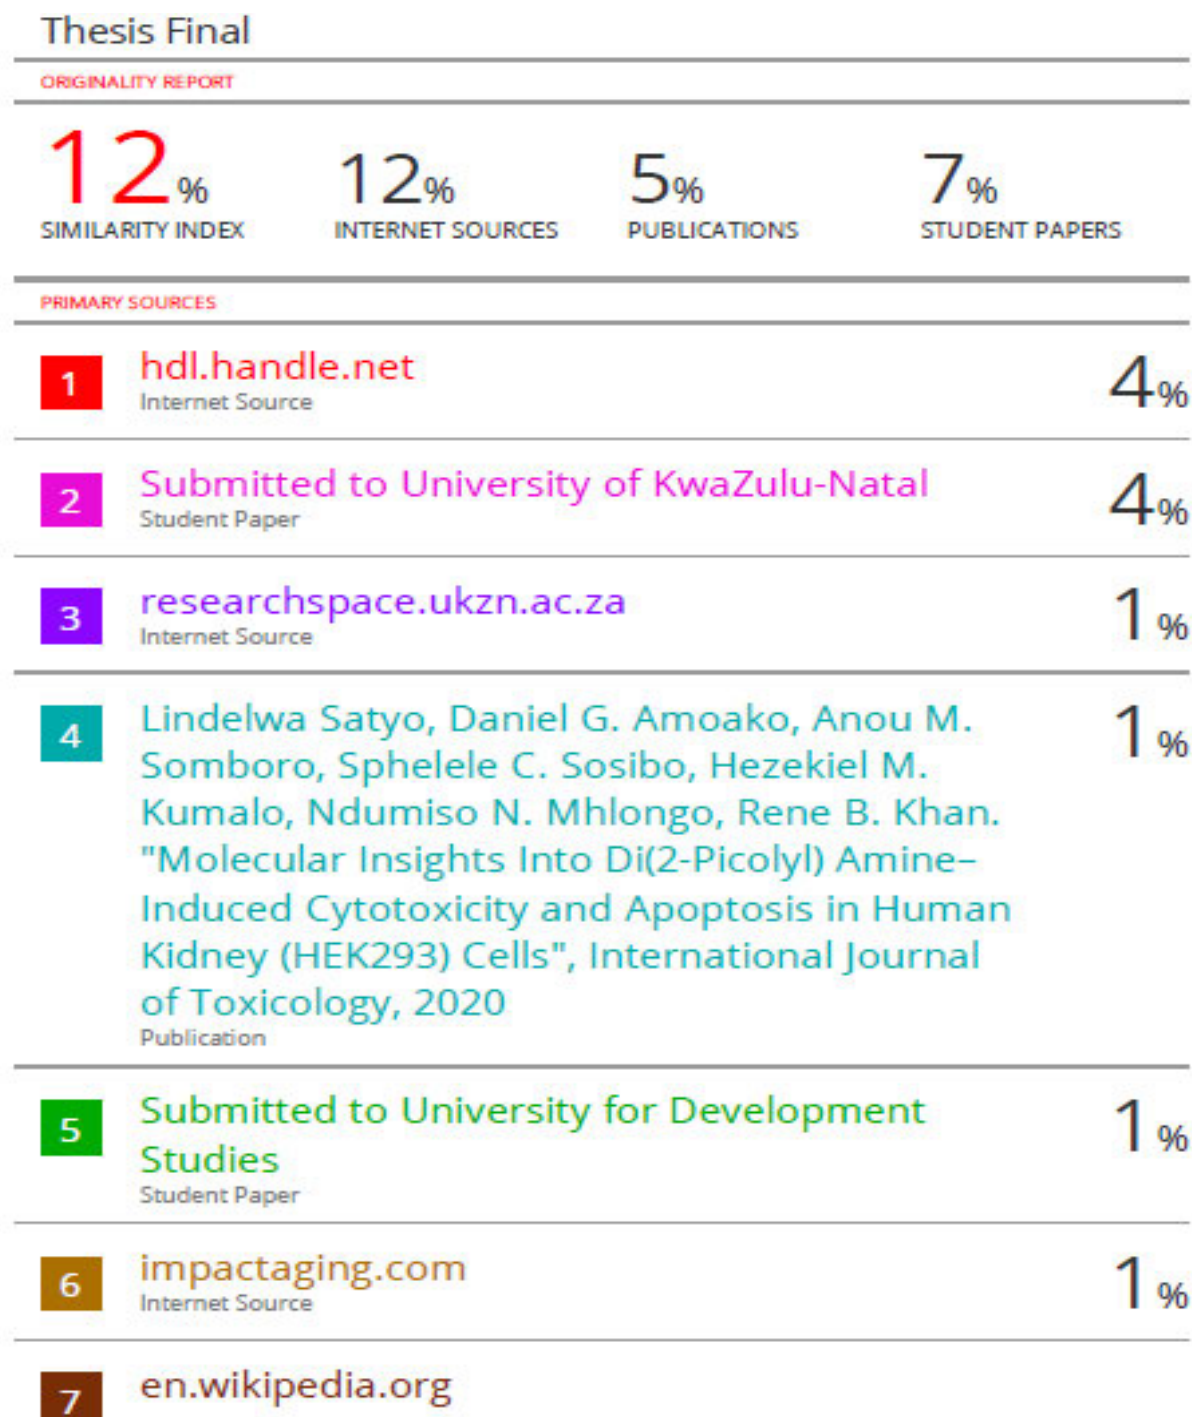 Thesis Final
ORIGINALITY REPORT
12%
12%
5%
7%
SIMILARITY INDEX
INTERNET SOURCES
PUBLICATIONS
STUDENT PAPERS
PRIMARY SOURCES
1
hdl.handle.net
Internet Source
4%
2
Submitted to University of KwaZulu-Natal
Student Paper
4%
3
researchspace.ukzn.ac.za
Internet Source
1%
4
Lindelwa Satyo, Daniel G. Amoako, Anou M.
Somboro, Sphelele C. Sosibo, Hezekiel M.
Kumalo, Ndumiso N. Mhlongo, Rene B. Khan.
"Molecular Insights Into Di(2-Picolyl) Amine–
Induced Cytotoxicity and Apoptosis in Human
Kidney (HEK293) Cells", International Journal
of Toxicology, 2020
Publication
1%
5
Submitted to University for Development
Studies
Student Paper
1%
6
impactaging.com
Internet Source
1%
7
en.wikipedia.org